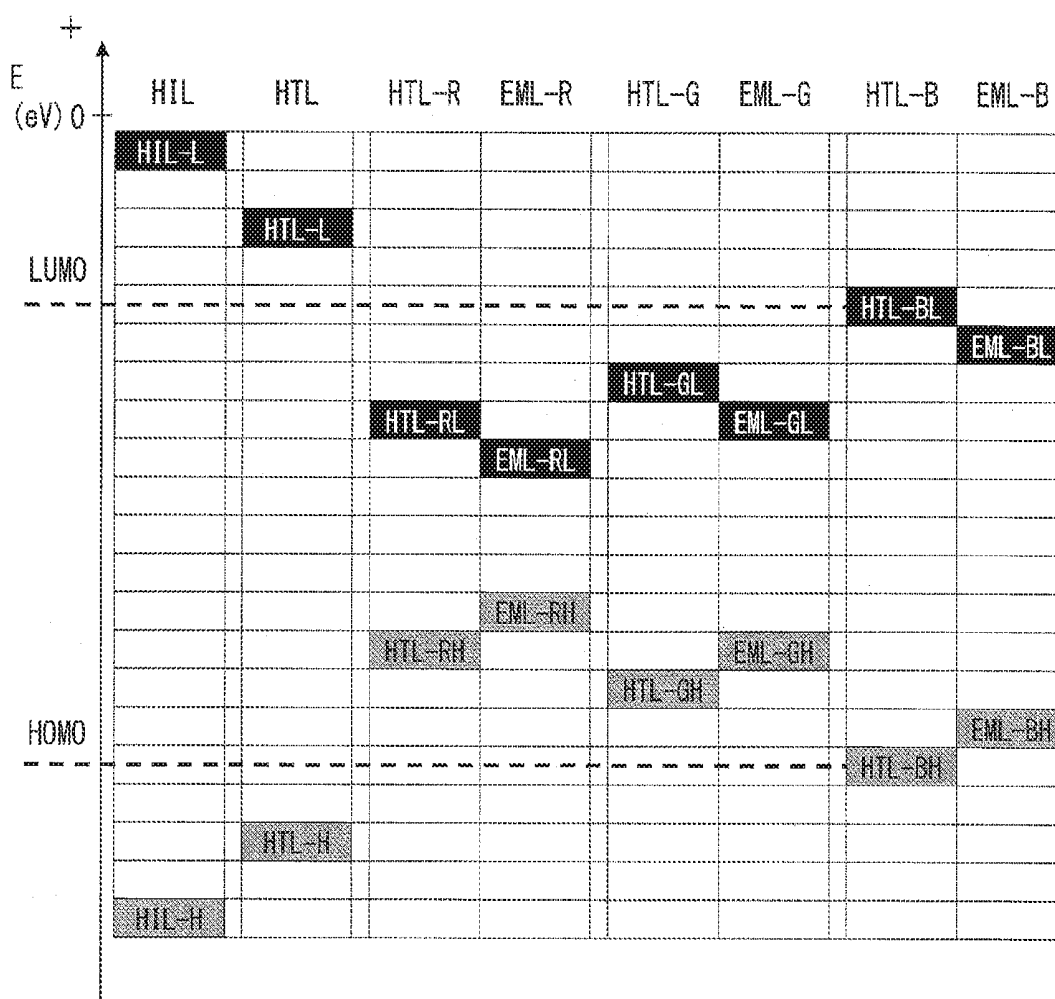 +
E
(eV) 0
HIL HTL HTL-R EML-R HTL-G EML-G HTL-B EML-B
HIL-L
HTL-L
LUMO
HTL-BL
EML-BL
HTL-GL
HTL-RL EML-GL
EML-RL
EML-RH
HTL-RH EML-GH
HTL-GH
HOMO EML-BH
HTL-BH
HTL-H
HIL-H